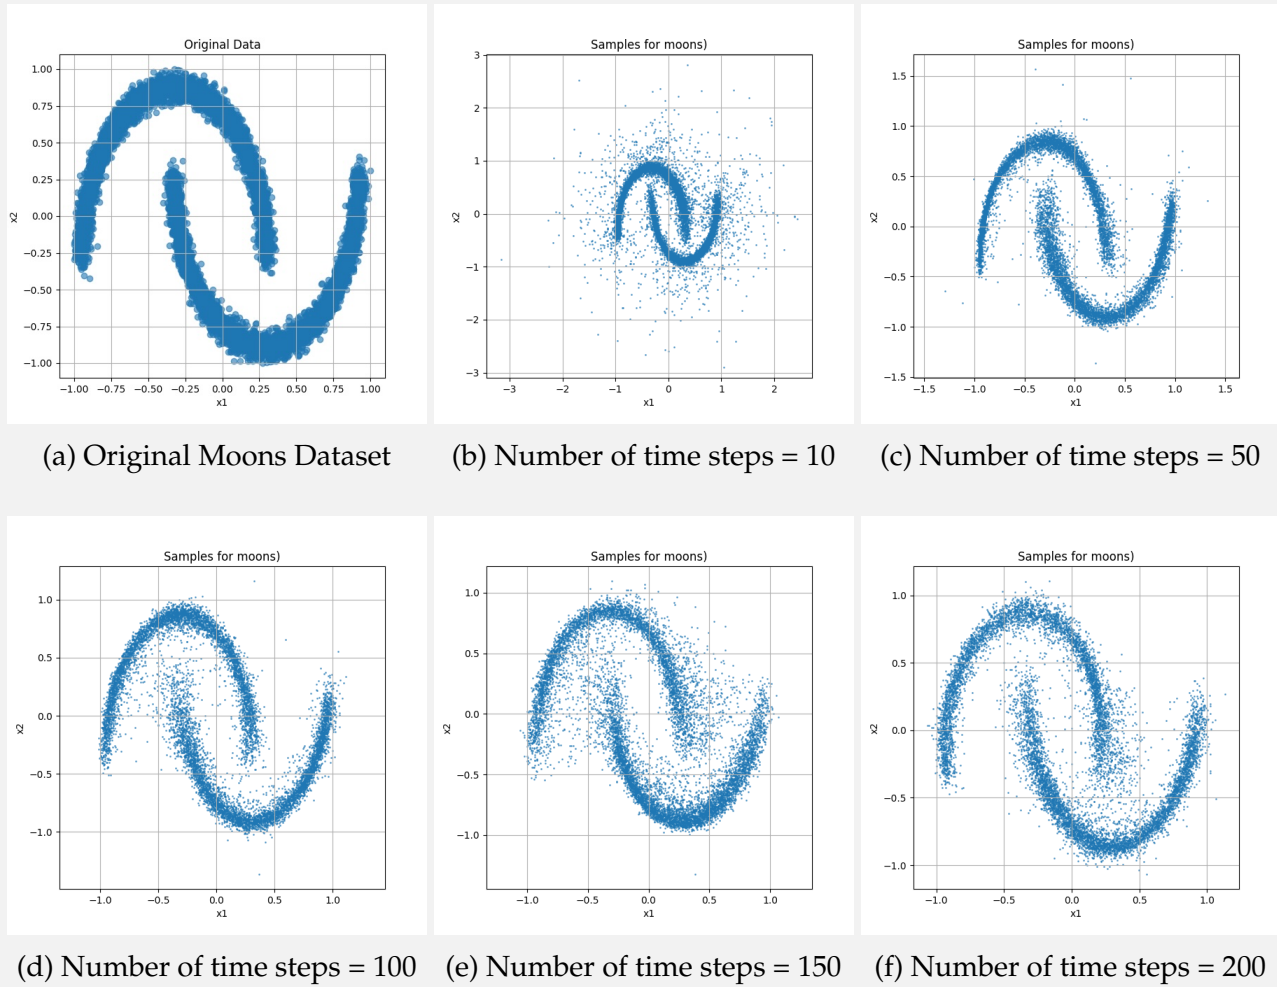 Original Data
1.00
0.75
0.50
0.25
0.00
−0.25
−0.50
−0.75
−1.00
x2
−1.00 −0.75 −0.50 −0.25 0.00 0.25 0.50 0.75 1.00
x1
(a) Original Moons Dataset
Samples for moons)
3
2
1
0
−1
−2
−3
x2
−3 −2 −1 0 1 2
x1
(b) Number of time steps = 10
Samples for moons)
1.5
1.0
0.5
0.0
−0.5
−1.0
−1.5
x2
−1.5 −1.0 −0.5 0.0 0.5 1.0 1.5
x1
(c) Number of time steps = 50
Samples for moons)
1.0
0.5
0.0
−0.5
−1.0
x2
−1.0 −0.5 0.0 0.5 1.0
x1
(d) Number of time steps = 100
Samples for moons)
1.0
0.5
0.0
−0.5
−1.0
x2
−1.0 −0.5 0.0 0.5 1.0
x1
(e) Number of time steps = 150
Samples for moons)
1.0
0.5
0.0
−0.5
−1.0
x2
−1.0 −0.5 0.0 0.5 1.0
x1
(f) Number of time steps = 200